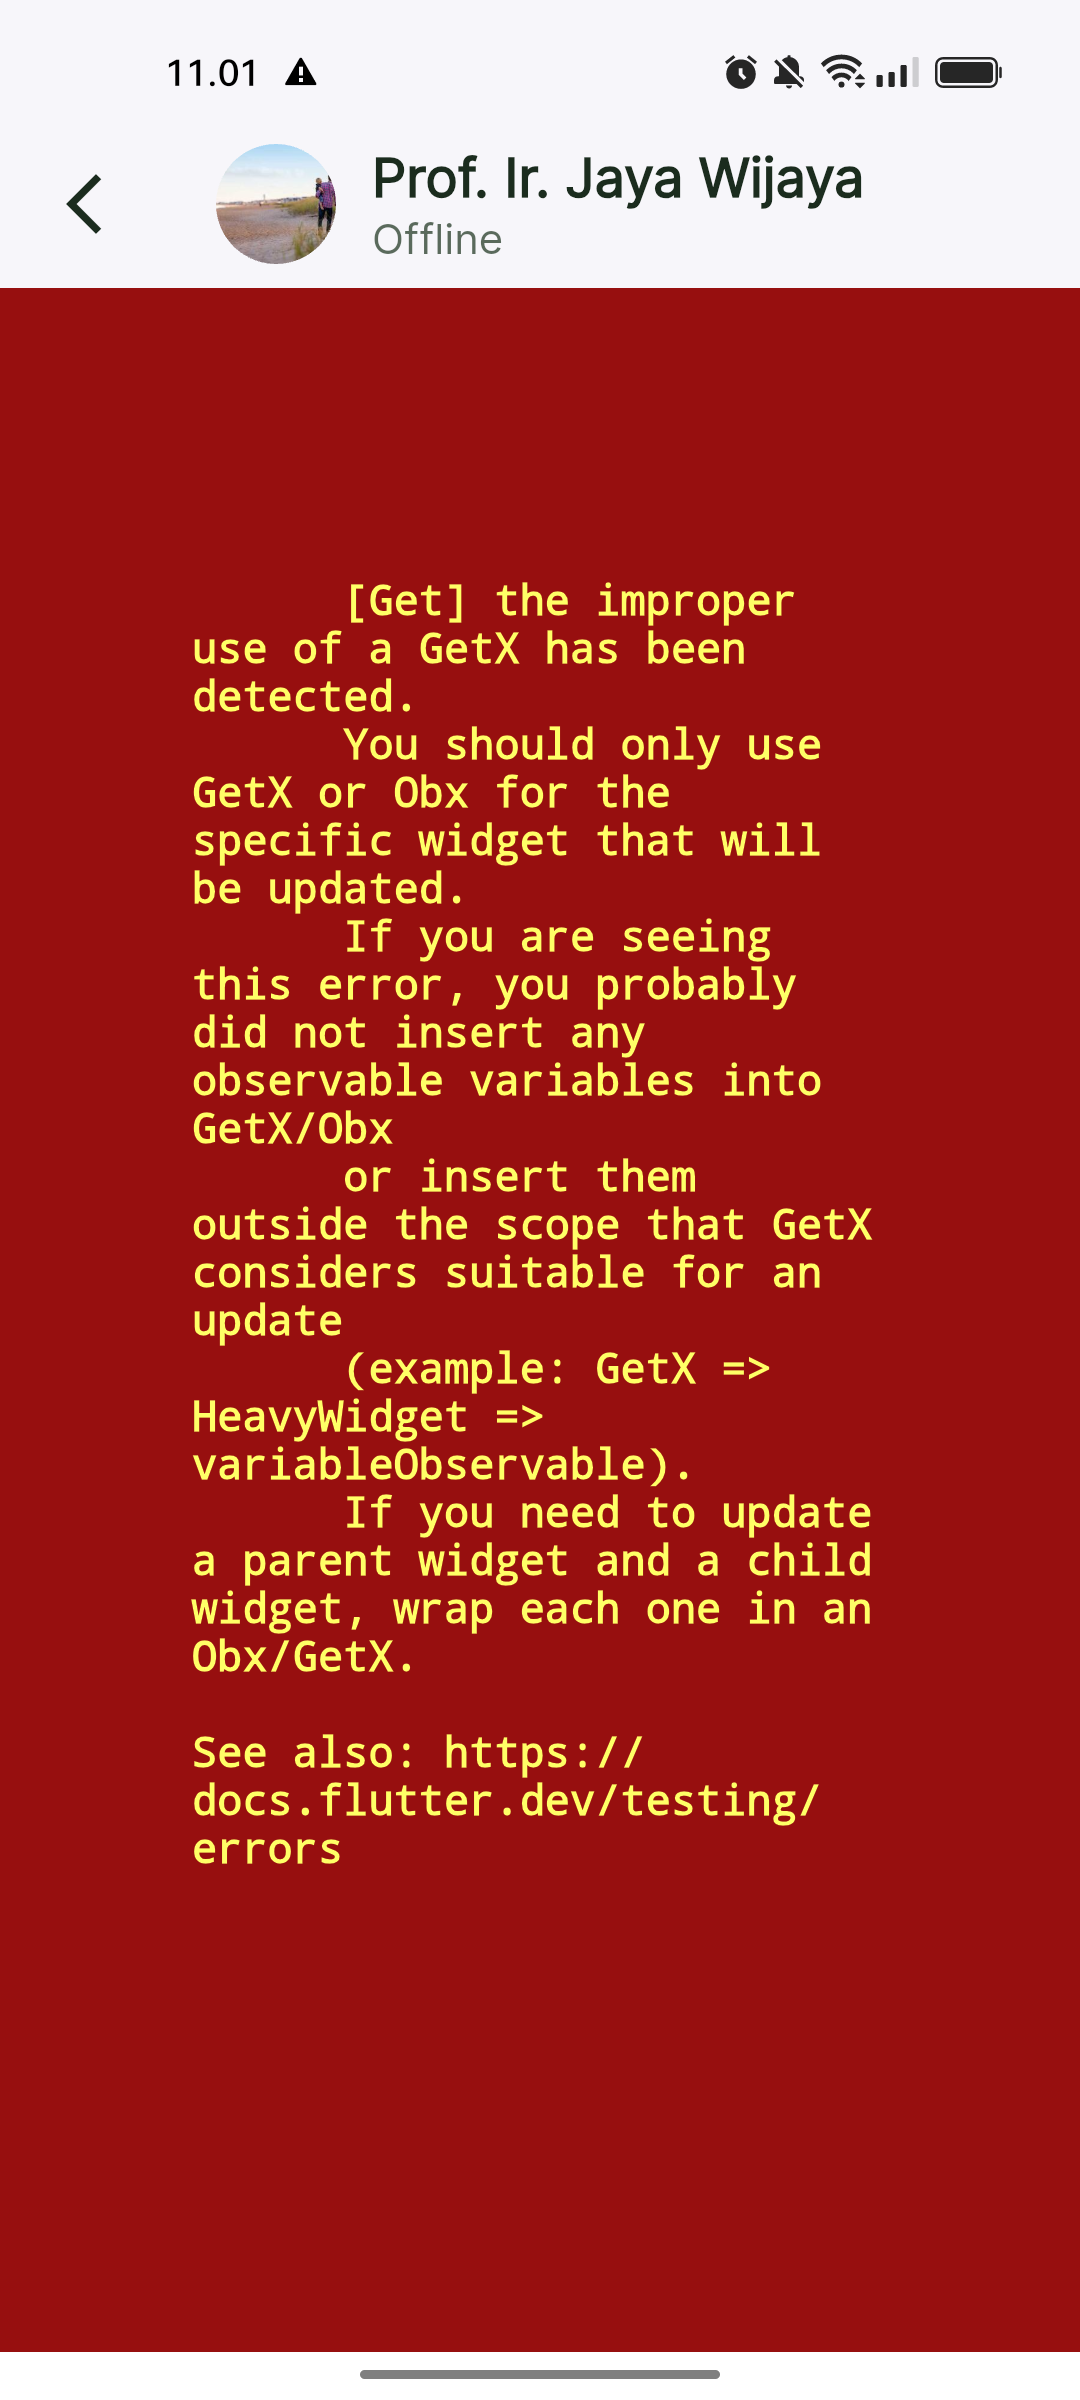 11.01
Prof. Ir. Jaya Wijaya
Offline
[Get] the improper
use of a GetX has been
detected.
You should only use
GetX or Obx for the
specific widget that will
be updated.
If you are seeing
this error, you probably
did not insert any
observable variables into
GetX/Obx
or insert them
outside the scope that GetX
considers suitable for an
update
(example: GetX =>
HeavyWidget =>
variableObservable).
If you need to update
a parent widget and a child
widget, wrap each one in an
Obx/GetX.
See also: https://
docs.flutter.dev/testing/
errors